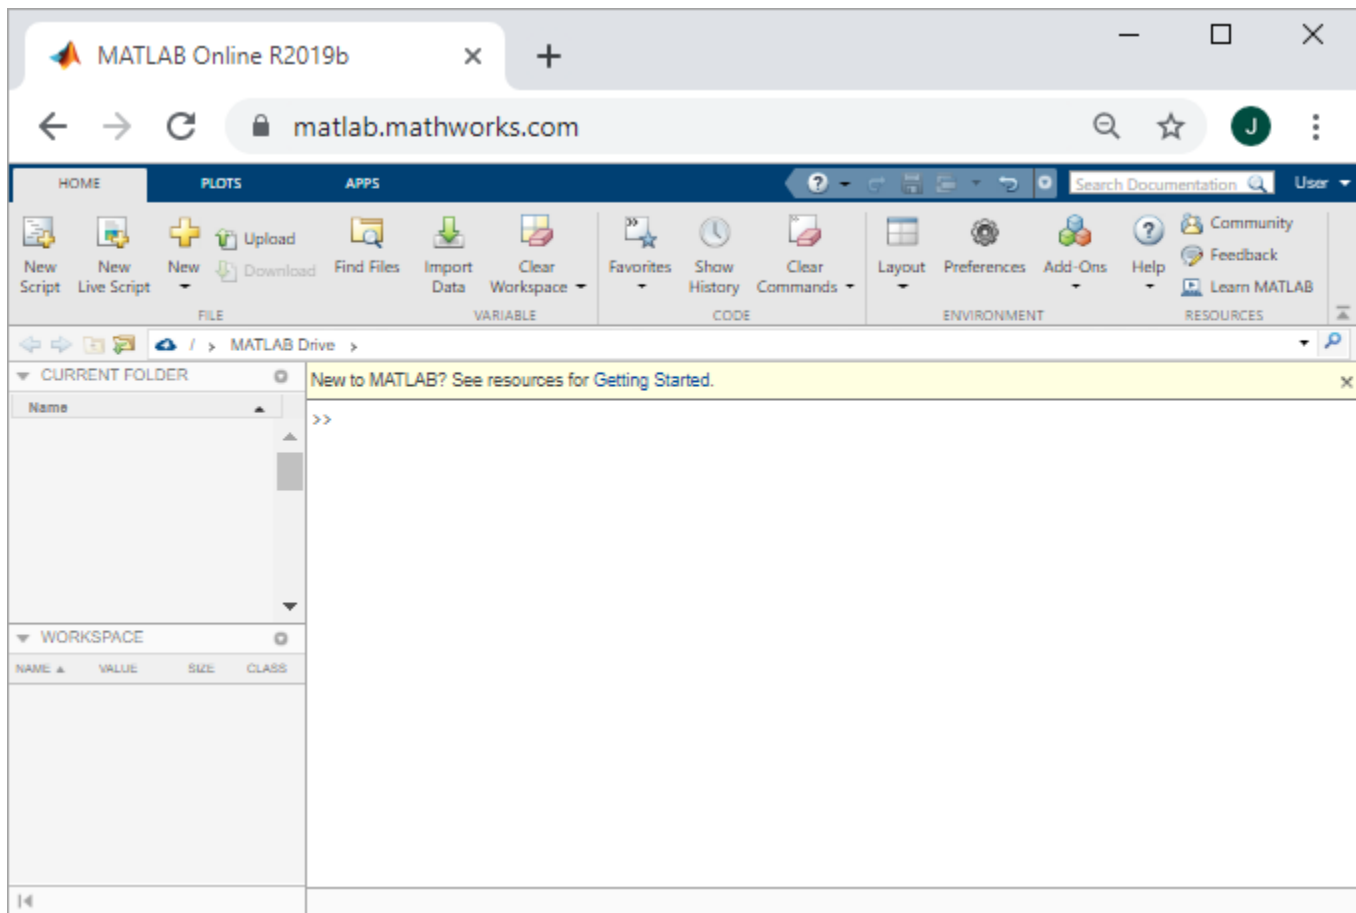 MATLAB Online R2019b
matlab.mathworks.com
J
HOME PLOTS APPS Search Documentation User
New Script New Live Script New Upload Download Find Files Import Data Clear Workspace Favorites Show History Clear Commands Layout Preferences Add-Ons Help Community Feedback Learn MATLAB
FILE VARIABLE CODE ENVIRONMENT RESOURCES
/ > MATLAB Drive >
CURRENT FOLDER
New to MATLAB? See resources for Getting Started.
Name
>>
WORKSPACE
NAME VALUE SIZE CLASS